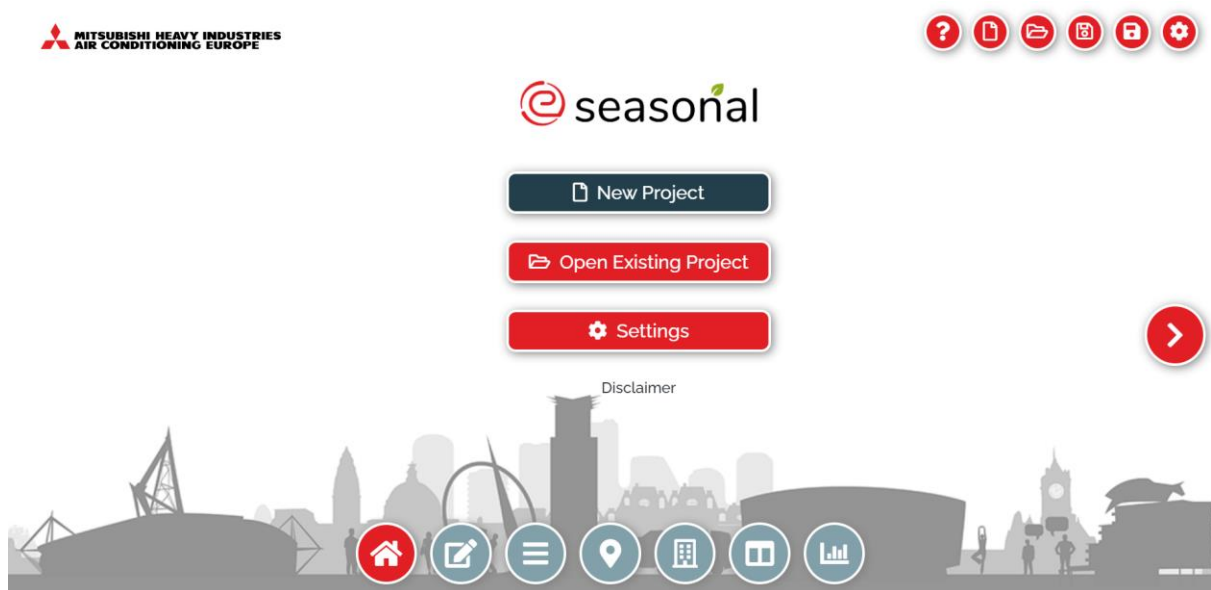 MITSUBISHI HEAVY INDUSTRIES
AIR CONDITIONING EUROPE
e seasonal
New Project
Open Existing Project
Settings
Disclaimer